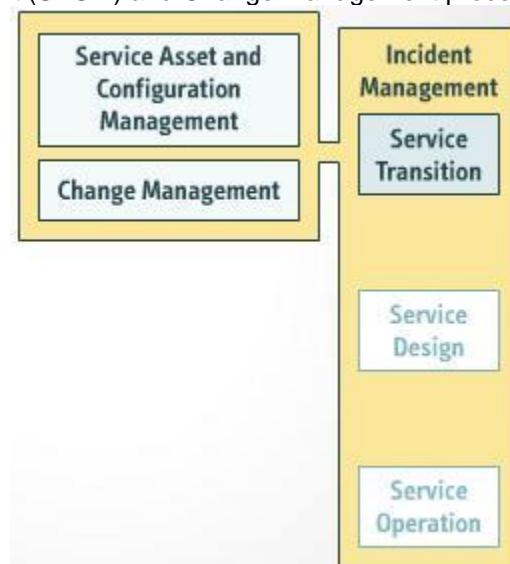 Service Asset and
Configuration
Management
Change Management
Incident
Management
Service
Transition
Service
Design
Service
Operation